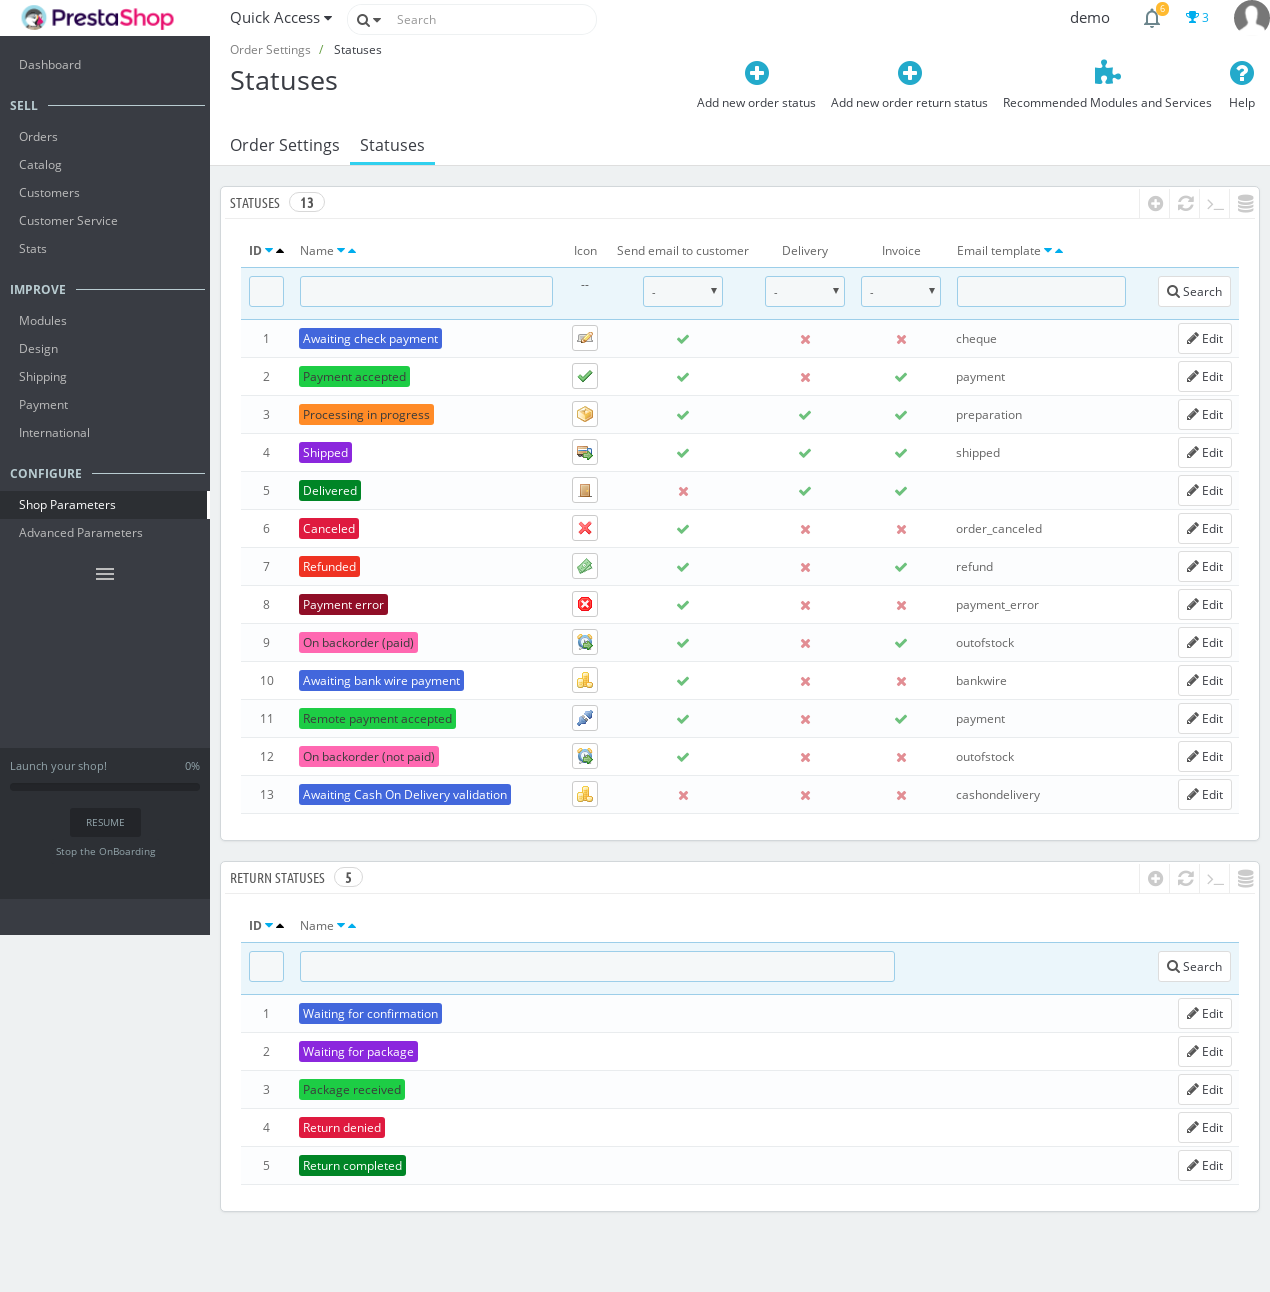 PrestaShop
Quick Access
Search
demo
6
3
Order Settings / Statuses
Statuses
Add new order status
Add new order return status
Recommended Modules and Services
Help
Order Settings
Statuses
Dashboard
SELL
Orders
Catalog
Customers
Customer Service
Stats
IMPROVE
Modules
Design
Shipping
Payment
International
CONFIGURE
Shop Parameters
Advanced Parameters
Launch your shop! 0%
RESUME
Stop the OnBoarding
STATUSES 13
ID Name Icon Send email to customer Delivery Invoice Email template
-- - - - Search
1 Awaiting check payment cheque Edit
2 Payment accepted payment Edit
3 Processing in progress preparation Edit
4 Shipped shipped Edit
5 Delivered Edit
6 Canceled order_canceled Edit
7 Refunded refund Edit
8 Payment error payment_error Edit
9 On backorder (paid) outofstock Edit
10 Awaiting bank wire payment bankwire Edit
11 Remote payment accepted payment Edit
12 On backorder (not paid) outofstock Edit
13 Awaiting Cash On Delivery validation cashondelivery Edit
RETURN STATUSES 5
ID Name
Search
1 Waiting for confirmation Edit
2 Waiting for package Edit
3 Package received Edit
4 Return denied Edit
5 Return completed Edit